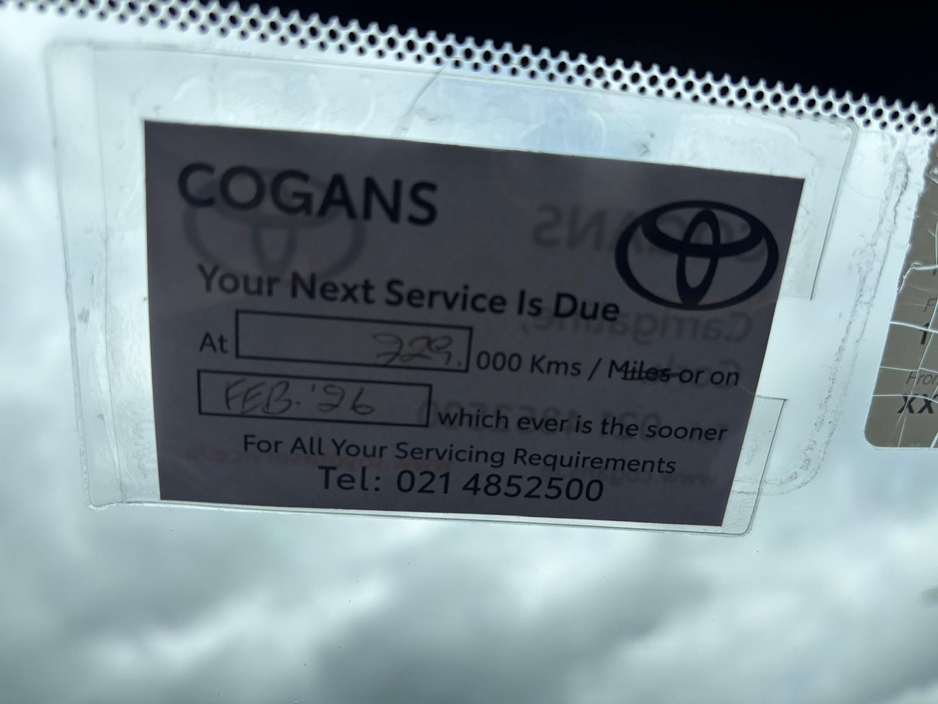 COGANS
Your Next Service Is Due
At 229. 000 Kms / Miles or on
FEB. '26 which ever is the sooner
For All Your Servicing Requirements
Tel: 021 4852500